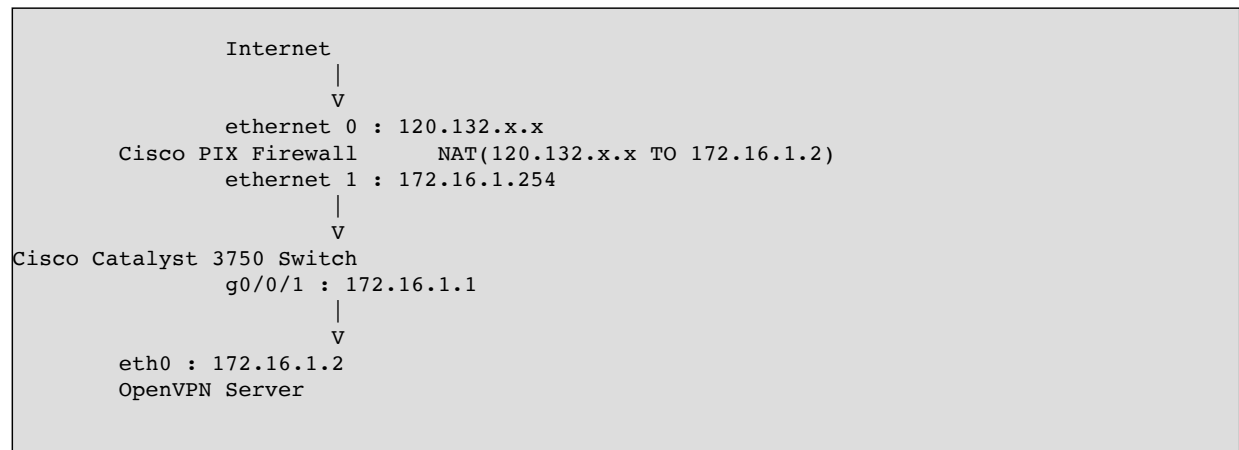 Internet
|
V
ethernet 0 : 120.132.x.x
Cisco PIX Firewall NAT(120.132.x.x TO 172.16.1.2)
ethernet 1 : 172.16.1.254
|
V
Cisco Catalyst 3750 Switch
g0/0/1 : 172.16.1.1
|
V
eth0 : 172.16.1.2
OpenVPN Server